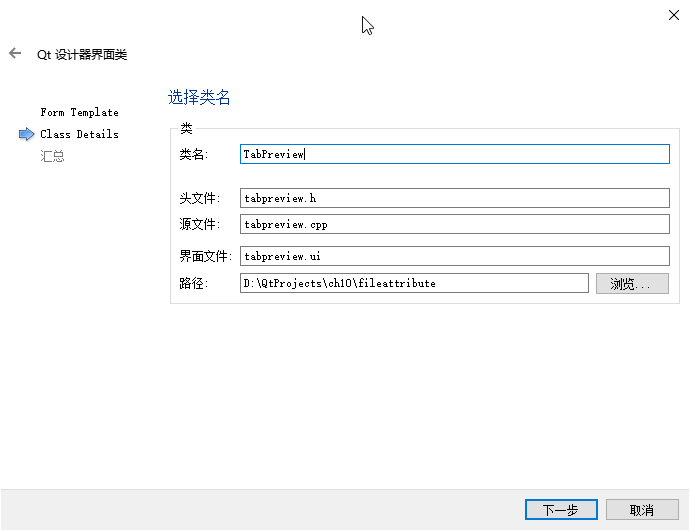 Qt 设计器界面类
选择类名
Form Template
Class Details
汇总
类
类名: TabPreview
头文件: tabpreview.h
源文件: tabpreview.cpp
界面文件: tabpreview.ui
路径: D:\QtProjects\ch10\fileattribute 浏览...
下一步 取消